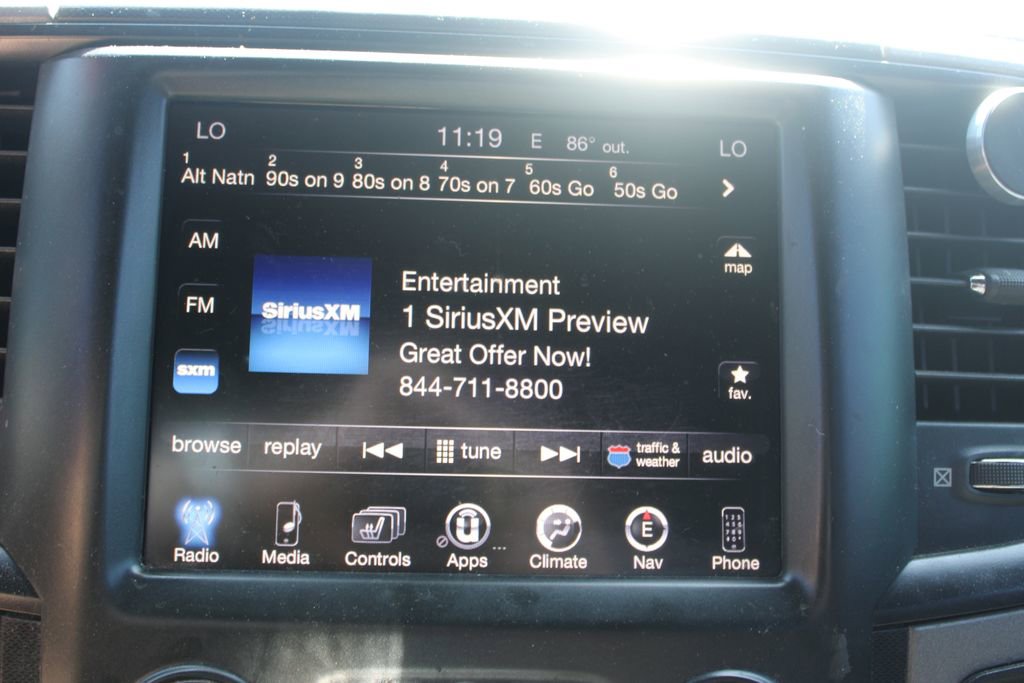 LO 11:19 E 86° out. LO
1 2 3 4 5 6
Alt Natn 90s on 9 80s on 8 70s on 7 60s Go 50s Go
AM
map
SiriusXM
Entertainment
1 SiriusXM Preview
Great Offer Now!
844-711-8800
FM
sxm
fav.
browse replay tune traffic & weather audio
Radio Media Controls Apps ... Climate E Nav Phone